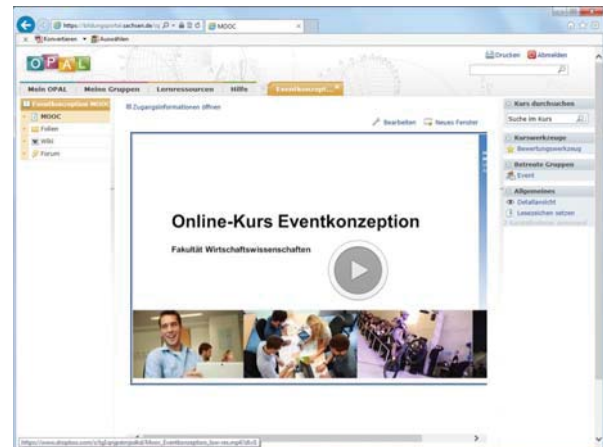 MOOC
Konvertieren
Auswählen
OPAL
Drucken
Abmelden
Mein OPAL
Meine Gruppen
Lernressourcen
Hilfe
Eventkonzept...
Eventkonzeption MOOC
MOOC
Folien
Wiki
Forum
Zugangsinformationen öffnen
Bearbeiten
Neues Fenster
Online-Kurs Eventkonzeption
Fakultät Wirtschaftswissenschaften
Kurs durchsuchen
Suche im Kurs
Kurswerkzeuge
Bewertungswerkzeug
Betreute Gruppen
Event
Allgemeines
Detailansicht
Lesezeichen setzen